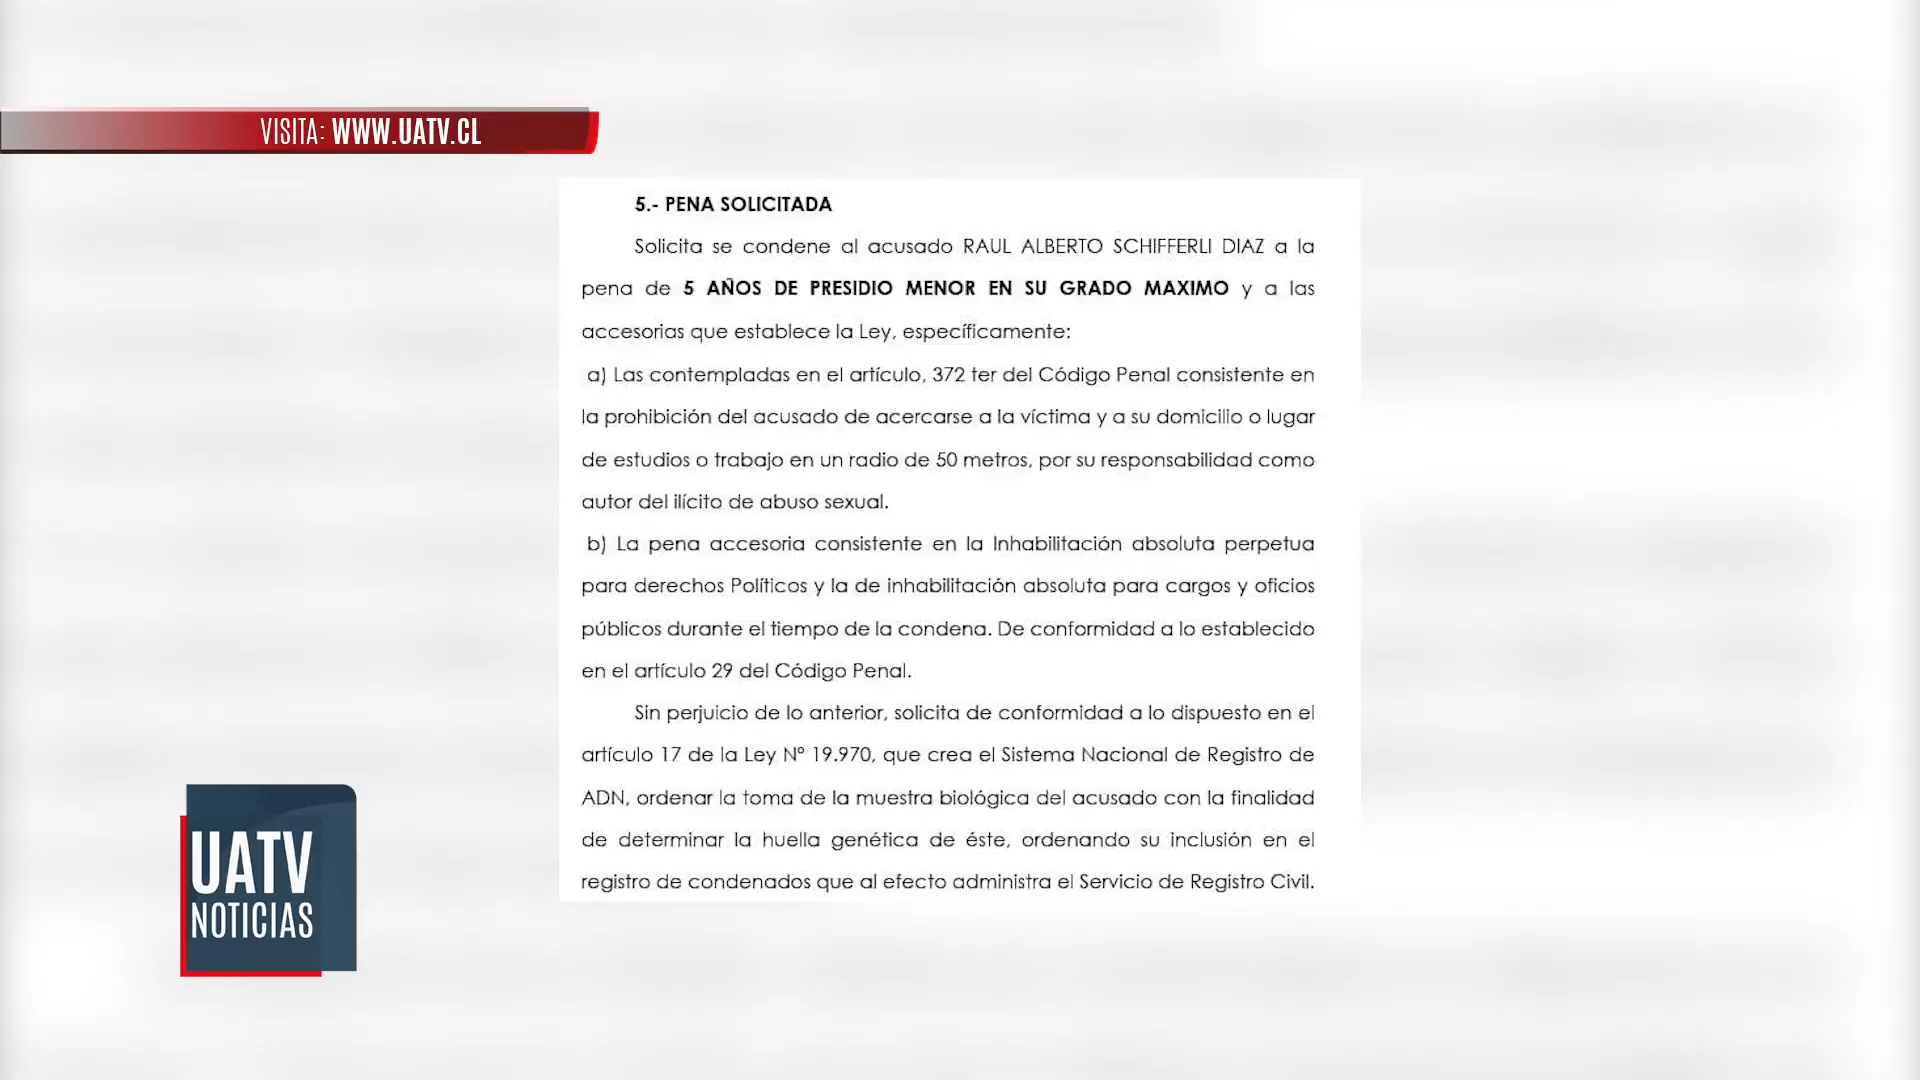 VISITA: WWW.UATV.CL
5.- PENA SOLICITADA
Solicita se condene al acusado RAUL ALBERTO SCHIFFERLI DIAZ a la
pena de 5 AÑOS DE PRESIDIO MENOR EN SU GRADO MAXIMO y a las
accesorias que establece la Ley, específicamente:
a) Las contempladas en el artículo, 372 ter del Código Penal consistente en
la prohibición del acusado de acercarse a la víctima y a su domicilio o lugar
de estudios o trabajo en un radio de 50 metros, por su responsabilidad como
autor del ilícito de abuso sexual.
b) La pena accesoria consistente en la Inhabilitación absoluta perpetua
para derechos Políticos y la de inhabilitación absoluta para cargos y oficios
públicos durante el tiempo de la condena. De conformidad a lo establecido
en el artículo 29 del Código Penal.
Sin perjuicio de lo anterior, solicita de conformidad a lo dispuesto en el
artículo 17 de la Ley Nº 19.970, que crea el Sistema Nacional de Registro de
ADN, ordenar la toma de la muestra biológica del acusado con la finalidad
de determinar la huella genética de éste, ordenando su inclusión en el
registro de condenados que al efecto administra el Servicio de Registro Civil.
UATV
NOTICIAS